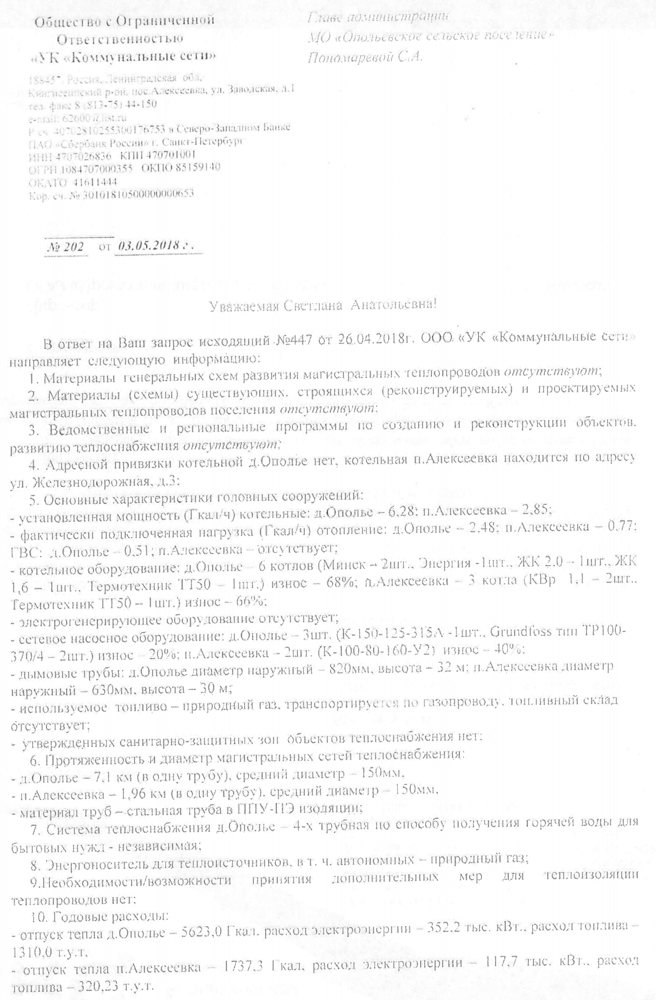 Общество с Ограниченной
Ответственностью
«УК «Коммунальные сети»
Главе администрации
МО «Опольевское сельское поселение»
Пономаревой С.А.
188457, Россия, Ленинградская обл,
Кингисеппский р-он, пос.Алексеевка, ул. Заводская, д.1
тел. факс 8 (813-75) 44-150
e-mail: 62600@list.ru
Р сч. 40702810255300176753 в Северо-Западном Банке
ПАО «Сбербанк России» г. Санкт-Петербург
ИНН 4707026836 КПП 470701001
ОГРН 1084707000355 ОКПО 85159140
ОКАТО 41611444
Кор. сч. № 30101810500000000653
№ 202 от 03.05.2018 г.
Уважаемая Светлана Анатольевна!
В ответ на Ваш запрос исходящий №447 от 26.04.2018г. ООО «УК «Коммунальные сети»
направляет следующую информацию:
1. Материалы генеральных схем развития магистральных теплопроводов отсутствуют;
2. Материалы (схемы) существующих, строящихся (реконструируемых) и проектируемых
магистральных теплопроводов поселения отсутствуют;
3. Ведомственные и региональные программы по созданию и реконструкции объектов,
развитию теплоснабжения отсутствуют;
4. Адресной привязки котельной д.Ополье нет, котельная п.Алексеевка находится по адресу
ул. Железнодорожная, д.3;
5. Основные характеристики головных сооружений:
- установленная мощность (Гкал/ч) котельные: д.Ополье – 6,28; п.Алексеевка – 2,85;
- фактически подключенная нагрузка (Гкал/ч) отопление: д.Ополье – 2,48; п.Алексеевка – 0,77;
ГВС: д.Ополье – 0,51; п.Алексеевка – отсутствует;
- котельное оборудование: д.Ополье – 6 котлов (Минск – 2шт., Энергия -1шт., ЖК 2,0 – 1шт., ЖК
1,6 – 1шт., Термотехник ТТ50 – 1шт.) износ – 68%; п.Алексеевка – 3 котла (КВр 1,1 – 2шт.,
Термотехник ТТ50 – 1шт.) износ – 66%;
- электрогенерирующее оборудование отсутствует;
- сетевое насосное оборудование: д.Ополье – 3шт. (К-150-125-315А -1шт., Grundfoss тип ТР100-
370/4 – 2шт.) износ – 20%; п.Алексеевка – 2шт. (К-100-80-160-У2) износ – 40%;
- дымовые трубы: д.Ополье диаметр наружный – 820мм, высота – 32 м; п.Алексеевка диаметр
наружный – 630мм, высота – 30 м;
- используемое топливо – природный газ, транспортируется по газопроводу, топливный склад
отсутствует;
- утвержденных санитарно-защитных зон объектов теплоснабжения нет;
6. Протяженность и диаметр магистральных сетей теплоснабжения:
- д.Ополье – 7,1 км (в одну трубу), средний диаметр – 150мм,
- п.Алексеевка – 1,96 км (в одну трубу), средний диаметр – 150мм,
- материал труб – стальная труба в ППУ-ПЭ изоляции;
7. Система теплоснабжения д.Ополье – 4-х трубная по способу получения горячей воды для
бытовых нужд - независимая;
8. Энергоноситель для теплоисточников, в т. ч. автономных – природный газ;
9.Необходимости/возможности принятия дополнительных мер для теплоизоляции
теплопроводов нет;
10. Годовые расходы:
- отпуск тепла д.Ополье – 5623,0 Гкал, расход электроэнергии – 352,2 тыс. кВт., расход топлива –
1310,0 т.у.т.
- отпуск тепла п.Алексеевка – 1737,3 Гкал, расход электроэнергии – 117,7 тыс. кВт., расход
топлива – 320,23 т.у.т.